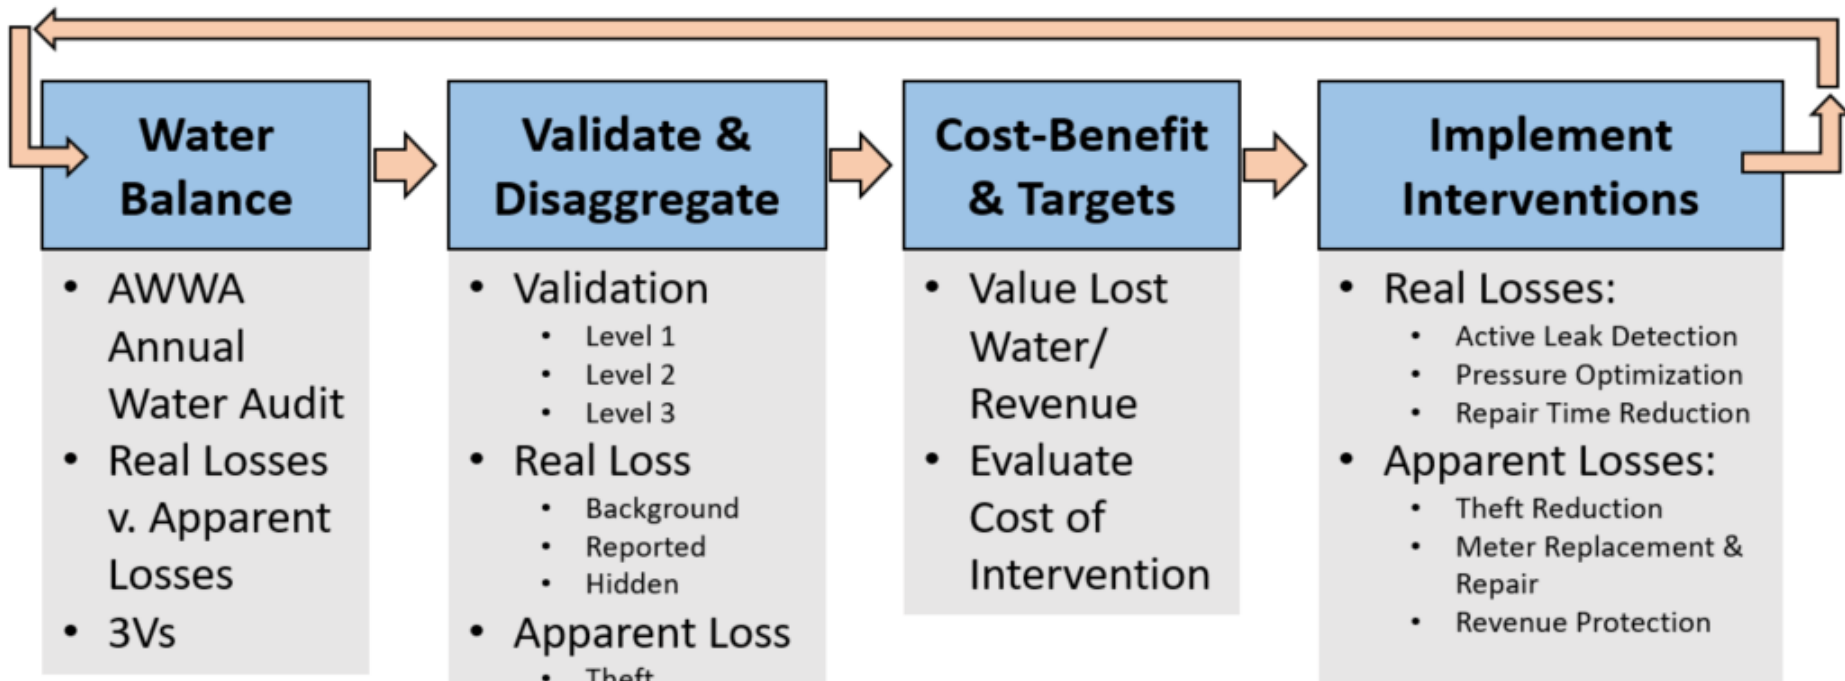 Water
Balance
• AWWA
Annual
Water Audit
• Real Losses
v. Apparent
Losses
• 3Vs
Validate &
Disaggregate
• Validation
• Level 1
• Level 2
• Level 3
• Real Loss
• Background
• Reported
• Hidden
• Apparent Loss
• Theft
Cost-Benefit
& Targets
• Value Lost
Water/
Revenue
• Evaluate
Cost of
Intervention
Implement
Interventions
• Real Losses:
• Active Leak Detection
• Pressure Optimization
• Repair Time Reduction
• Apparent Losses:
• Theft Reduction
• Meter Replacement &
Repair
• Revenue Protection